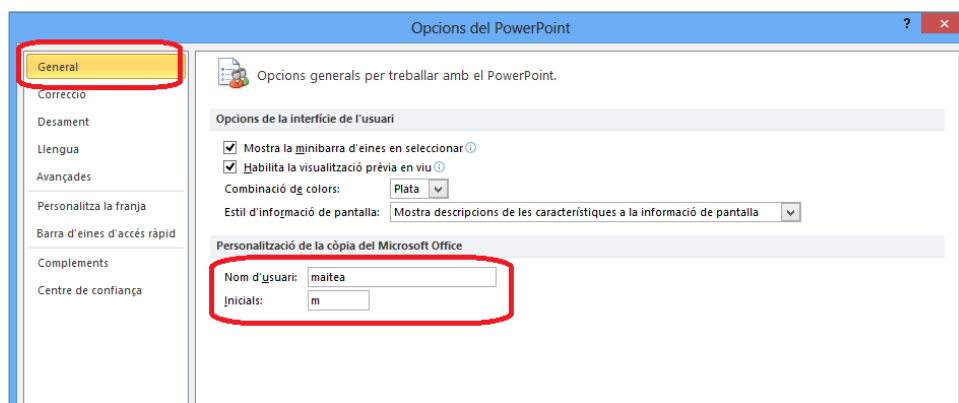 Opcions del PowerPoint
?
General
Correcció
Desament
Llengua
Avançades
Personalitza la franja
Barra d'eines d'accés ràpid
Complements
Centre de confiança
Opcions generals per treballar amb el PowerPoint.
Opcions de la interfície de l'usuari
Mostra la minibarra d'eines en seleccionar
Habilita la visualització prèvia en viu
Combinació de colors: Plata
Estil d'informació de pantalla: Mostra descripcions de les característiques a la informació de pantalla
Personalització de la còpia del Microsoft Office
Nom d'usuari: maitea
Inicials: m